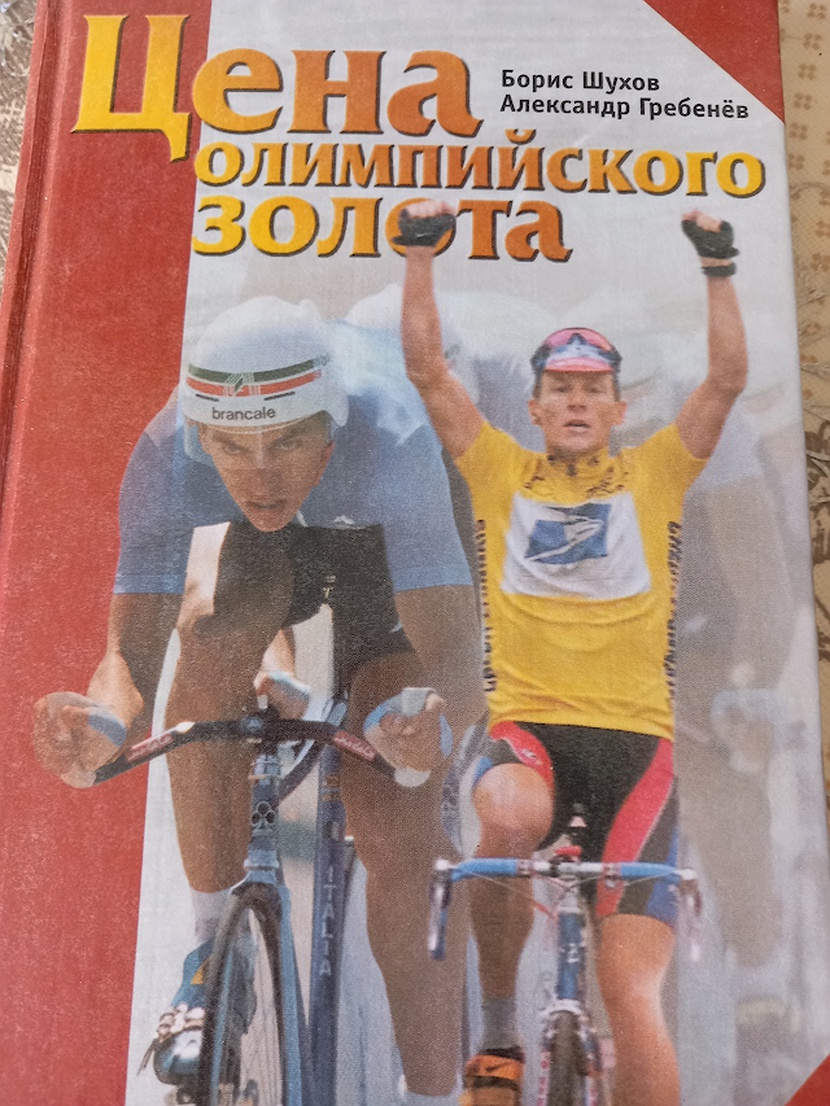 Борис Шухов
Александр Гребенёв
Цена
олимпийского
золота
brancale
ITALIA